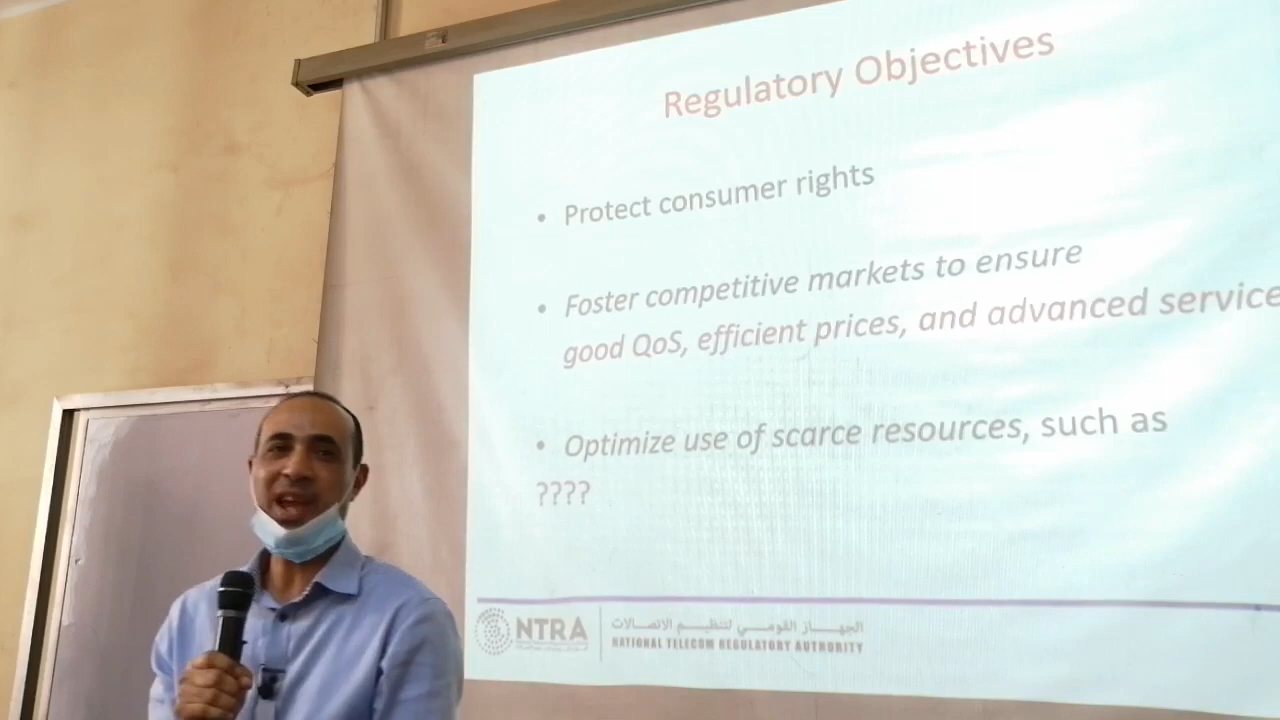 Regulatory Objectives
• Protect consumer rights
• Foster competitive markets to ensure
good QoS, efficient prices, and advanced service
• Optimize use of scarce resources, such as
????
NTRA
الجهاز القومي لتنظيم الاتصالات
NATIONAL TELECOM REGULATORY AUTHORITY